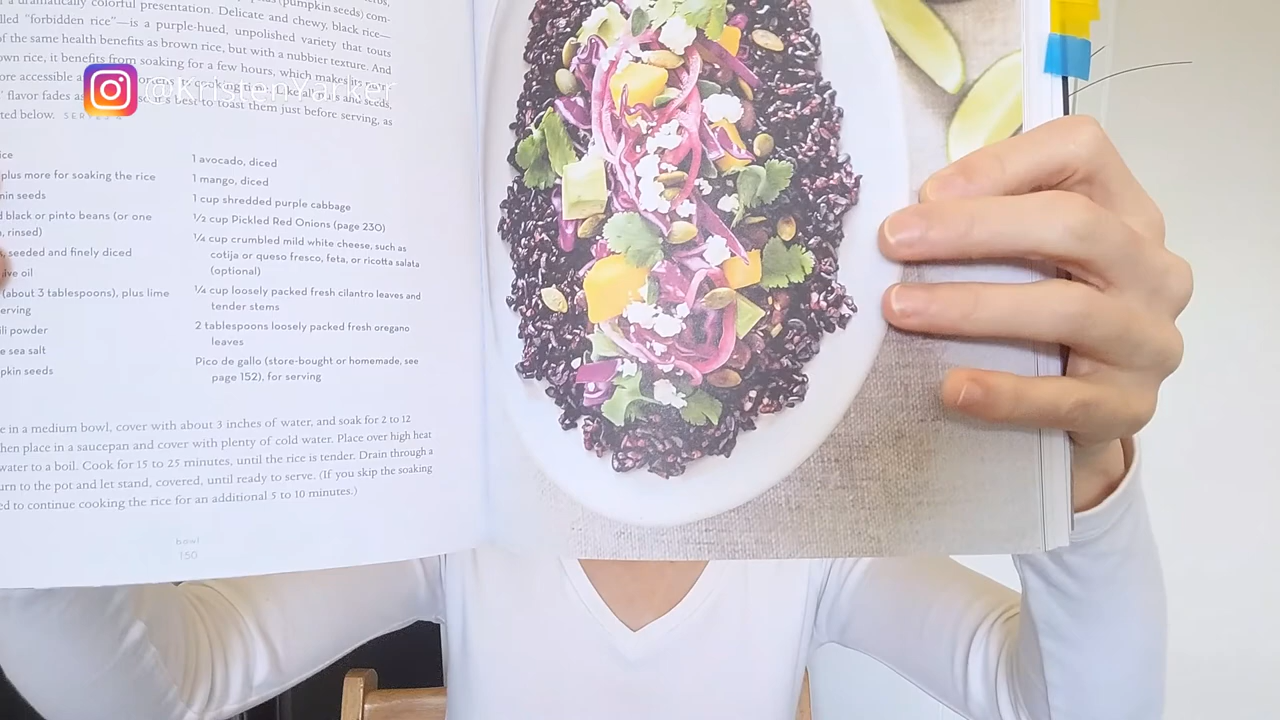 a dramatically colorful presentation. Delicate and chewy, black rice—
"forbidden rice"—is a purple-hued, unpolished variety that touts
of the same health benefits as brown rice, but with a nubbier texture. And
own rice, it benefits from soaking for a few hours, which makes it
ore accessible
flavor fades as so it's best to toast them just before serving, as
ted below. SERVES 4
@KristenYarker
ice
plus more for soaking the rice
kin seeds
d black or pinto beans (or one
n, rinsed)
, seeded and finely diced
ive oil
(about 3 tablespoons), plus lime
erving
ili powder
e sea salt
pkin seeds
1 avocado, diced
1 mango, diced
1 cup shredded purple cabbage
½ cup Pickled Red Onions (page 230)
¼ cup crumbled mild white cheese, such as
cotija or queso fresco, feta, or ricotta salata
(optional)
¼ cup loosely packed fresh cilantro leaves and
tender stems
2 tablespoons loosely packed fresh oregano
leaves
Pico de gallo (store-bought or homemade, see
page 152), for serving
e in a medium bowl, cover with about 3 inches of water, and soak for 2 to 12
hen place in a saucepan and cover with plenty of cold water. Place over high heat
water to a boil. Cook for 15 to 25 minutes, until the rice is tender. Drain through a
urn to the pot and let stand, covered, until ready to serve. (If you skip the soaking
ed to continue cooking the rice for an additional 5 to 10 minutes.)
bowl
150